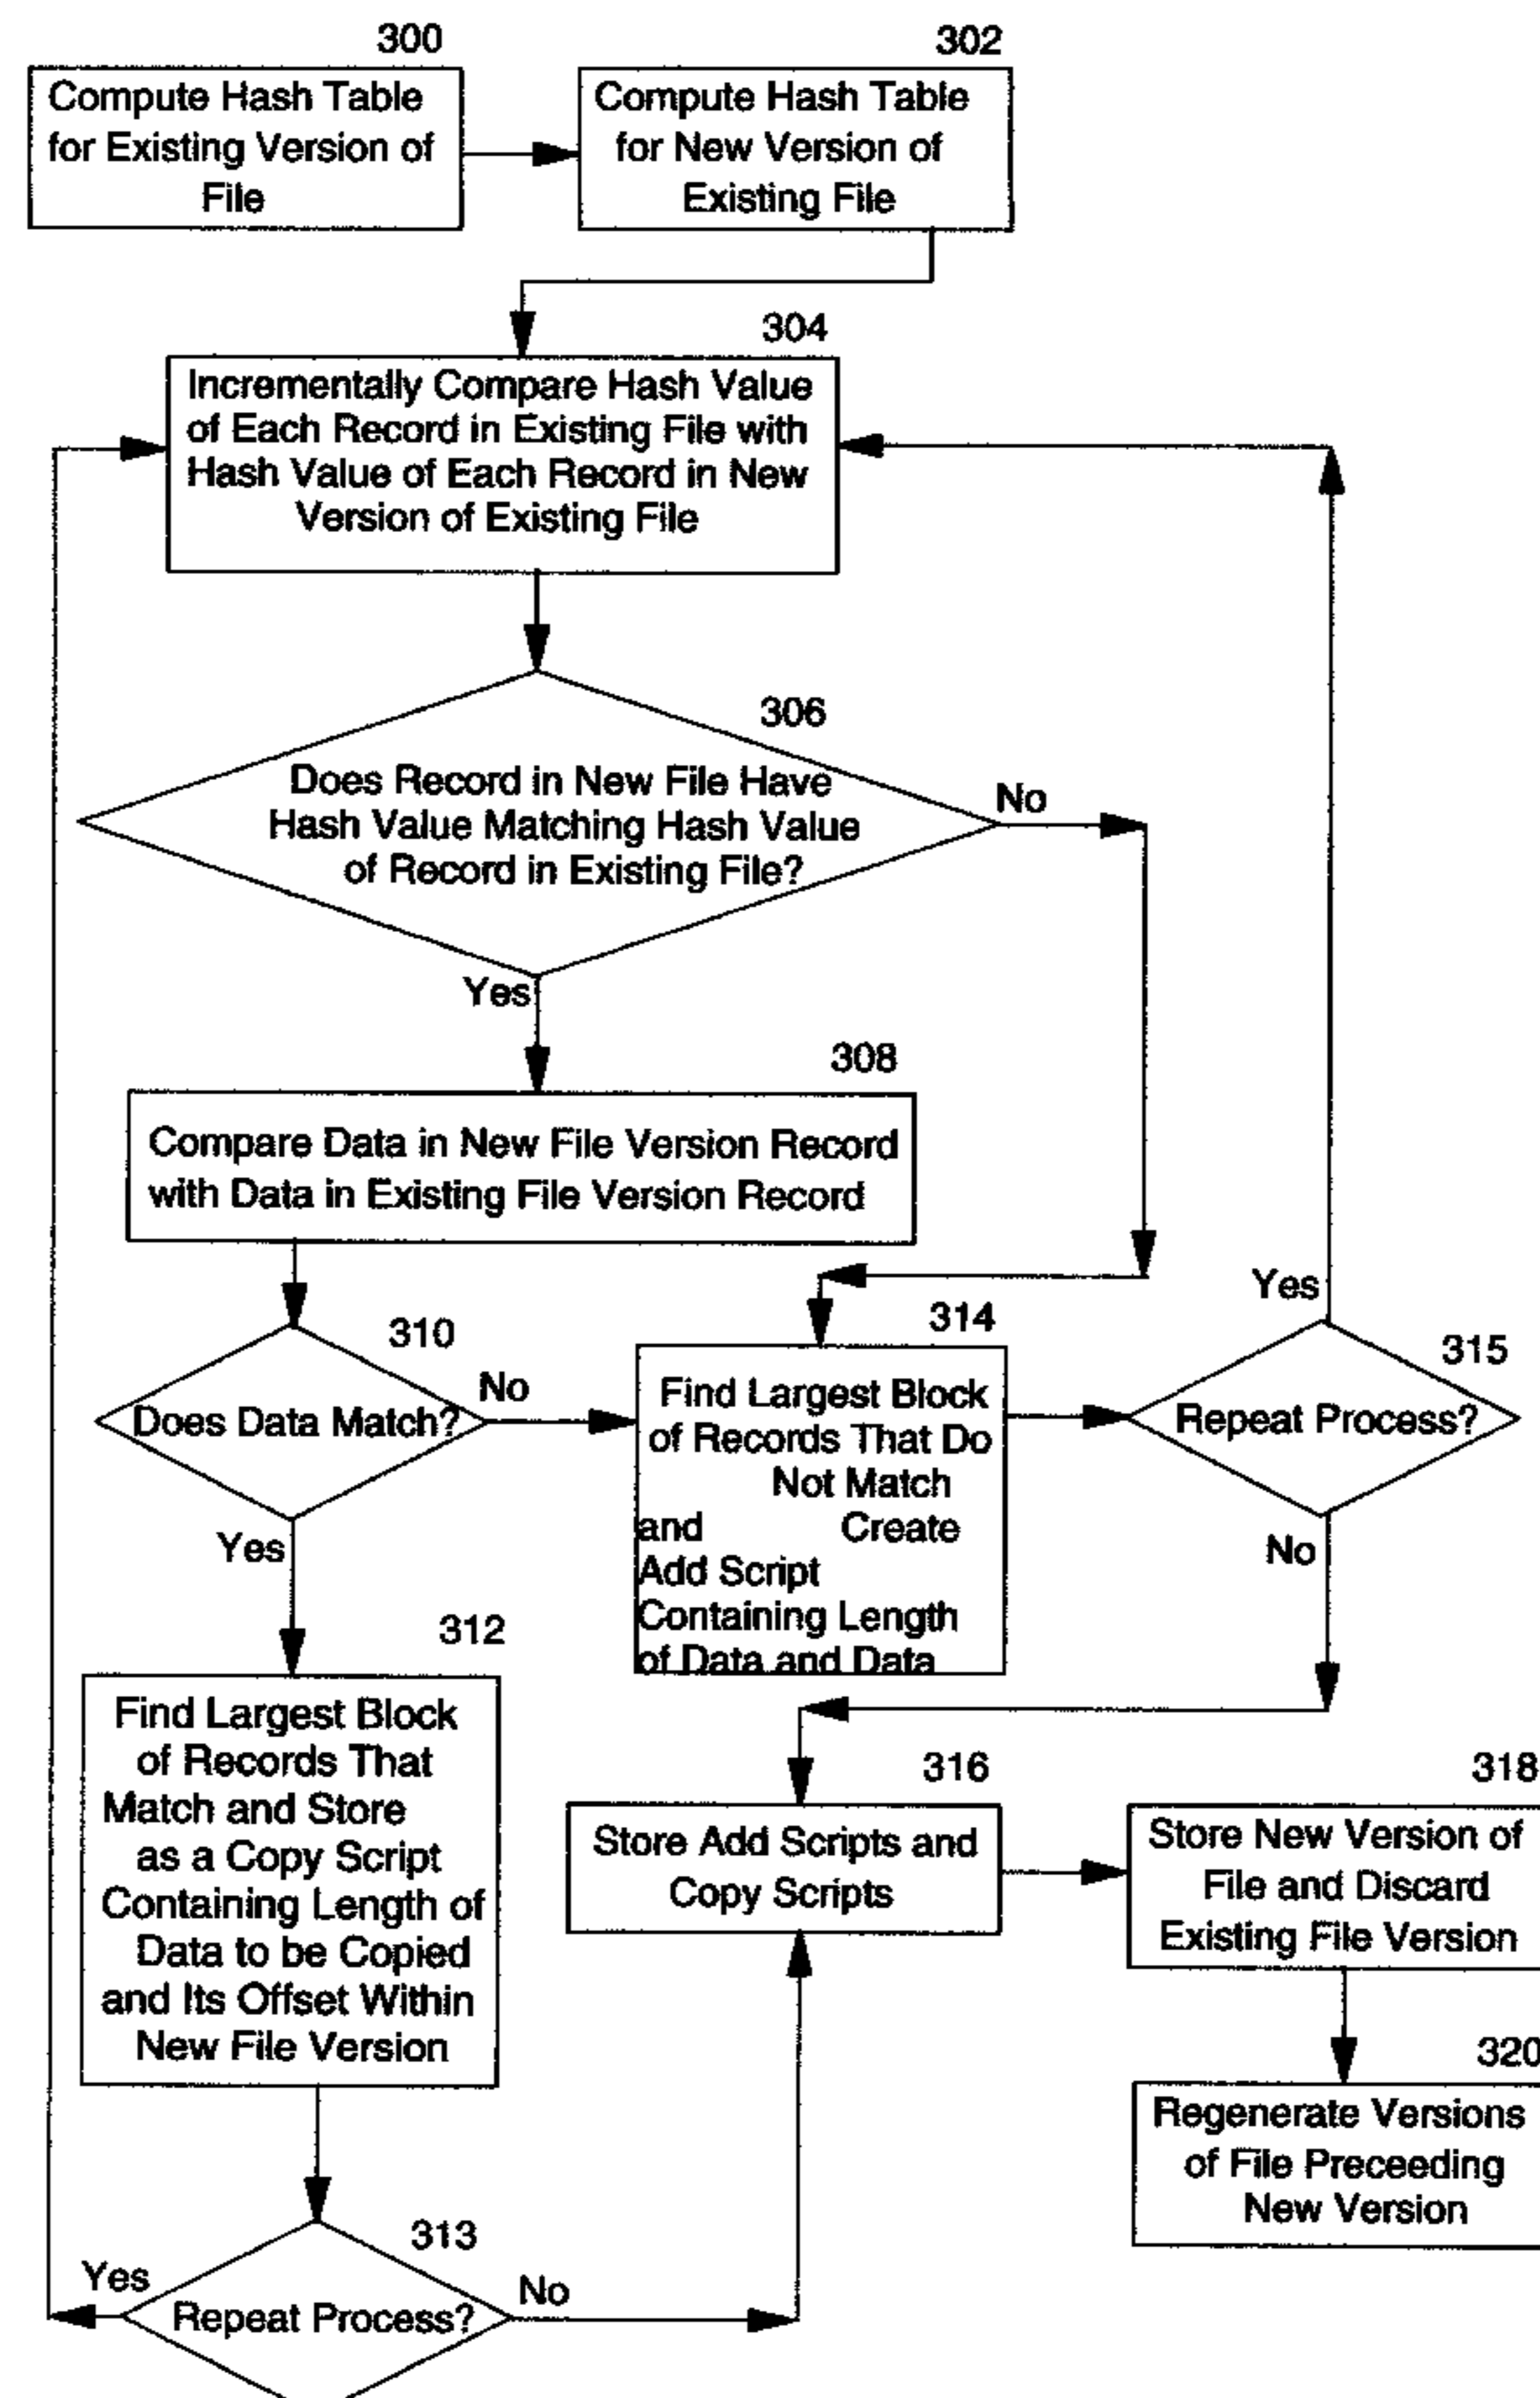 300
Compute Hash Table
for Existing Version of
File
302
Compute Hash Table
for New Version of
Existing File
304
Incrementally Compare Hash Value
of Each Record in Existing File with
Hash Value of Each Record in New
Version of Existing File
306
Does Record in New File Have
Hash Value Matching Hash Value
of Record in Existing File?
No
Yes
308
Compare Data in New File Version Record
with Data in Existing File Version Record
310
Does Data Match?
No
Yes
314
Find Largest Block
of Records That Do
Not Match
and Create
Add Script
Containing Length
of Data and Data
315
Repeat Process?
Yes
No
312
Find Largest Block
of Records That
Match and Store
as a Copy Script
Containing Length of
Data to be Copied
and Its Offset Within
New File Version
313
Repeat Process?
Yes
No
316
Store Add Scripts and
Copy Scripts
318
Store New Version of
File and Discard
Existing File Version
320
Regenerate Versions
of File Preceeding
New Version